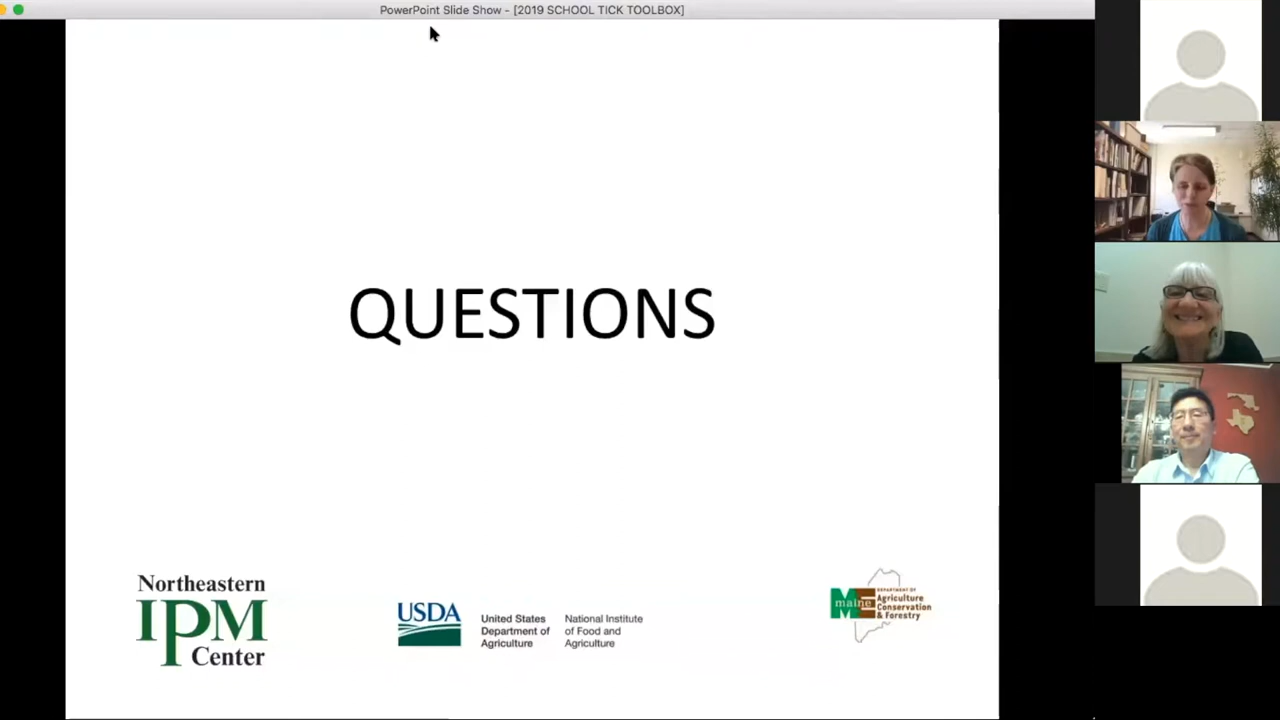 PowerPoint Slide Show - [2019 SCHOOL TICK TOOLBOX]
QUESTIONS
Northeastern
IPM
Center
USDA
United States
Department of
Agriculture
National Institute
of Food and
Agriculture
maine
DEPARTMENT OF
Agriculture
Conservation
& Forestry